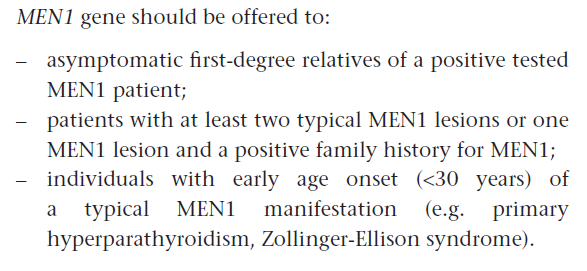 MEN1 gene should be offered to:
– asymptomatic first-degree relatives of a positive tested
MEN1 patient;
– patients with at least two typical MEN1 lesions or one
MEN1 lesion and a positive family history for MEN1;
– individuals with early age onset (<30 years) of
a typical MEN1 manifestation (e.g. primary
hyperparathyroidism, Zollinger-Ellison syndrome).